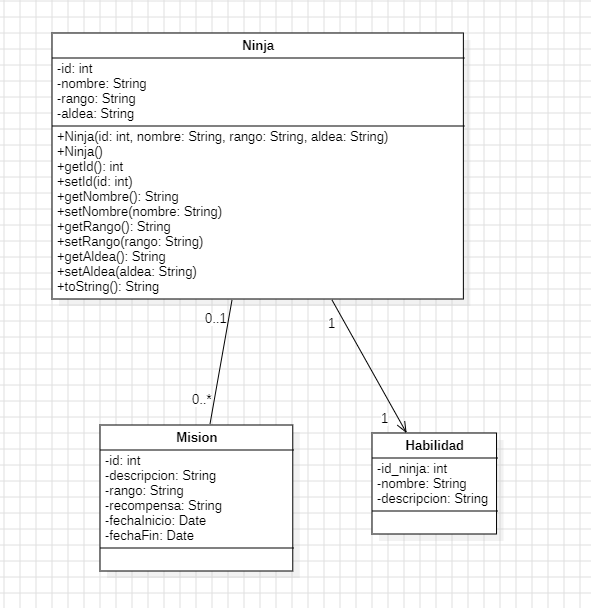 Ninja
-id: int
-nombre: String
-rango: String
-aldea: String
+Ninja(id: int, nombre: String, rango: String, aldea: String)
+Ninja()
+getId(): int
+setId(id: int)
+getNombre(): String
+setNombre(nombre: String)
+getRango(): String
+setRango(rango: String)
+getAldea(): String
+setAldea(aldea: String)
+toString(): String
0..1
1
0..*
1
Mision
-id: int
-descripcion: String
-rango: String
-recompensa: String
-fechaInicio: Date
-fechaFin: Date
Habilidad
-id_ninja: int
-nombre: String
-descripcion: String